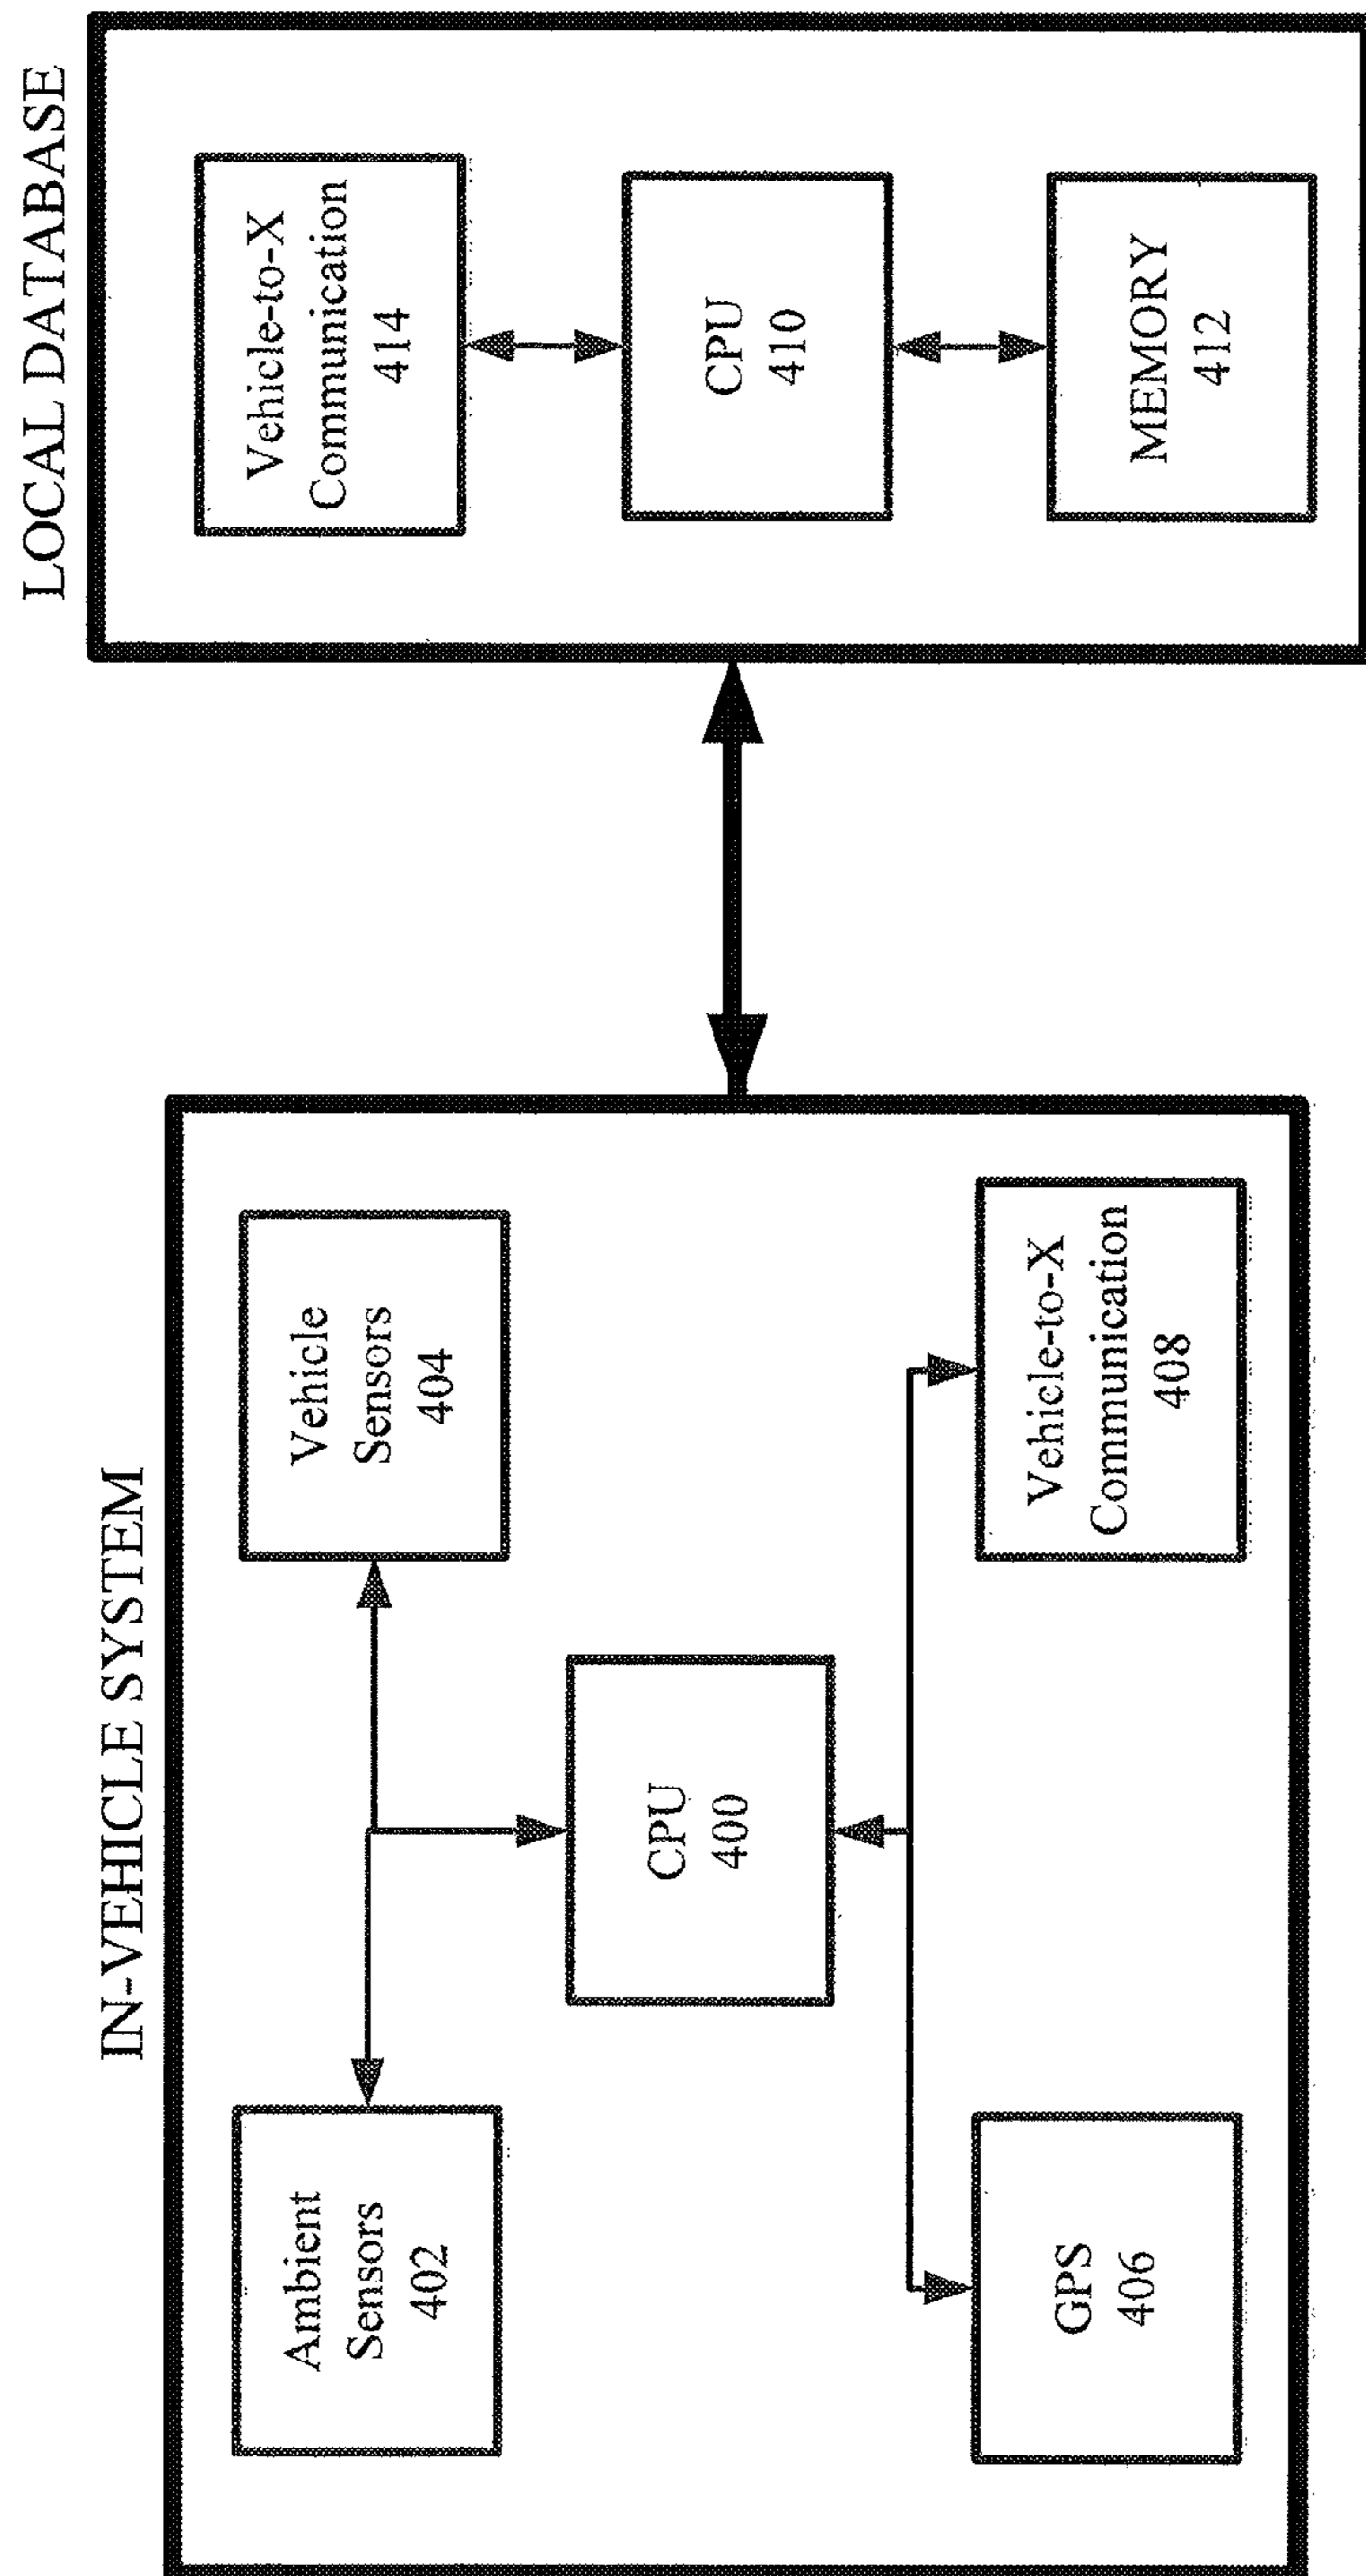 IN-VEHICLE SYSTEM
Ambient
Sensors
402
Vehicle
Sensors
404
CPU
400
GPS
406
Vehicle-to-X
Communication
408
LOCAL DATABASE
Vehicle-to-X
Communication
414
CPU
410
MEMORY
412